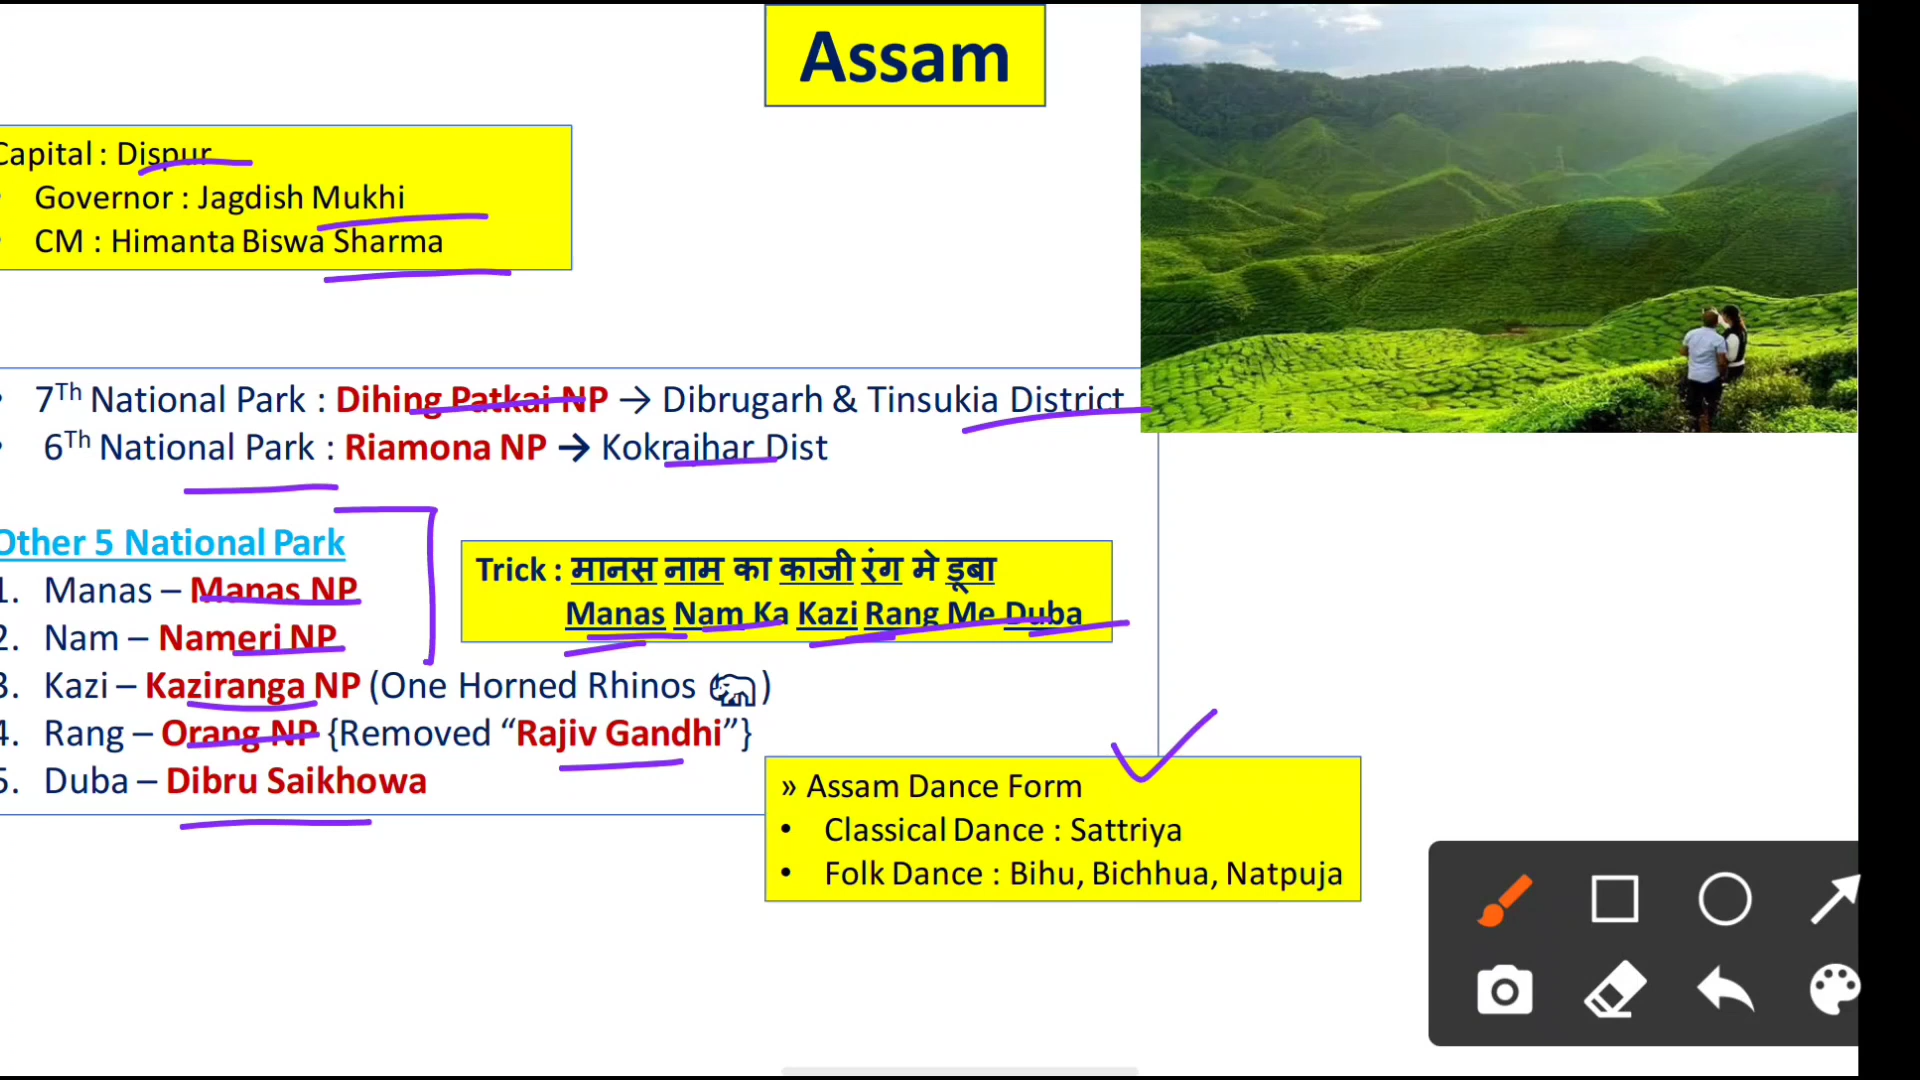 Assam
Capital : Dispur
Governor : Jagdish Mukhi
CM : Himanta Biswa Sharma
7Th National Park : Dihing Patkai NP → Dibrugarh & Tinsukia District
6Th National Park : Riamona NP → Kokrajhar Dist
Other 5 National Park
1. Manas – Manas NP
2. Nam – Nameri NP
3. Kazi – Kaziranga NP (One Horned Rhinos )
4. Rang – Orang NP {Removed “Rajiv Gandhi”}
5. Duba – Dibru Saikhowa
Trick : मानस नाम का काजी रंग मे डूबा
Manas Nam Ka Kazi Rang Me Duba
» Assam Dance Form
• Classical Dance : Sattriya
• Folk Dance : Bihu, Bichhua, Natpuja